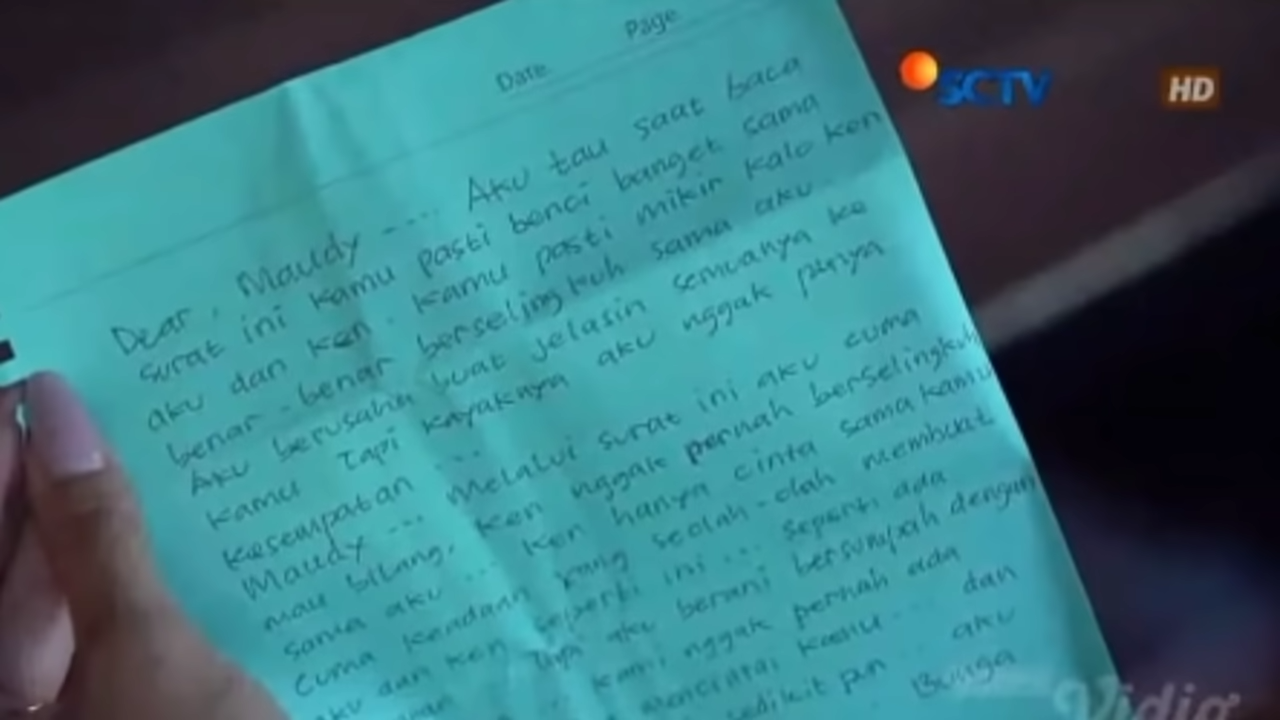 Page
Date
SCTV
HD
Dear, Maudy .... Aku tau saat baca
surat ini kamu pasti benci banget sama
aku dan Ken. Kamu pasti mikir kalo Ken
benar-benar berselingkuh sama aku
Aku berusaha buat jelasin semuanya ke
kamu Tapi kayaknya aku nggak punya
kesempatan ...
Maudy ... Melalui surat ini aku cuma
mau bilang, Ken nggak pernah berselingkuh
sama aku ... Ken hanya cinta sama kamu
Cuma keadaan yang seolah-olah membuat
aku dan Ken seperti ini ... seperti ada
Tapi aku berani bersumpah dengan
kami nggak pernah ada
mencintai kamu ... dan
sedikit pun .. aku
Bunga
Vidio